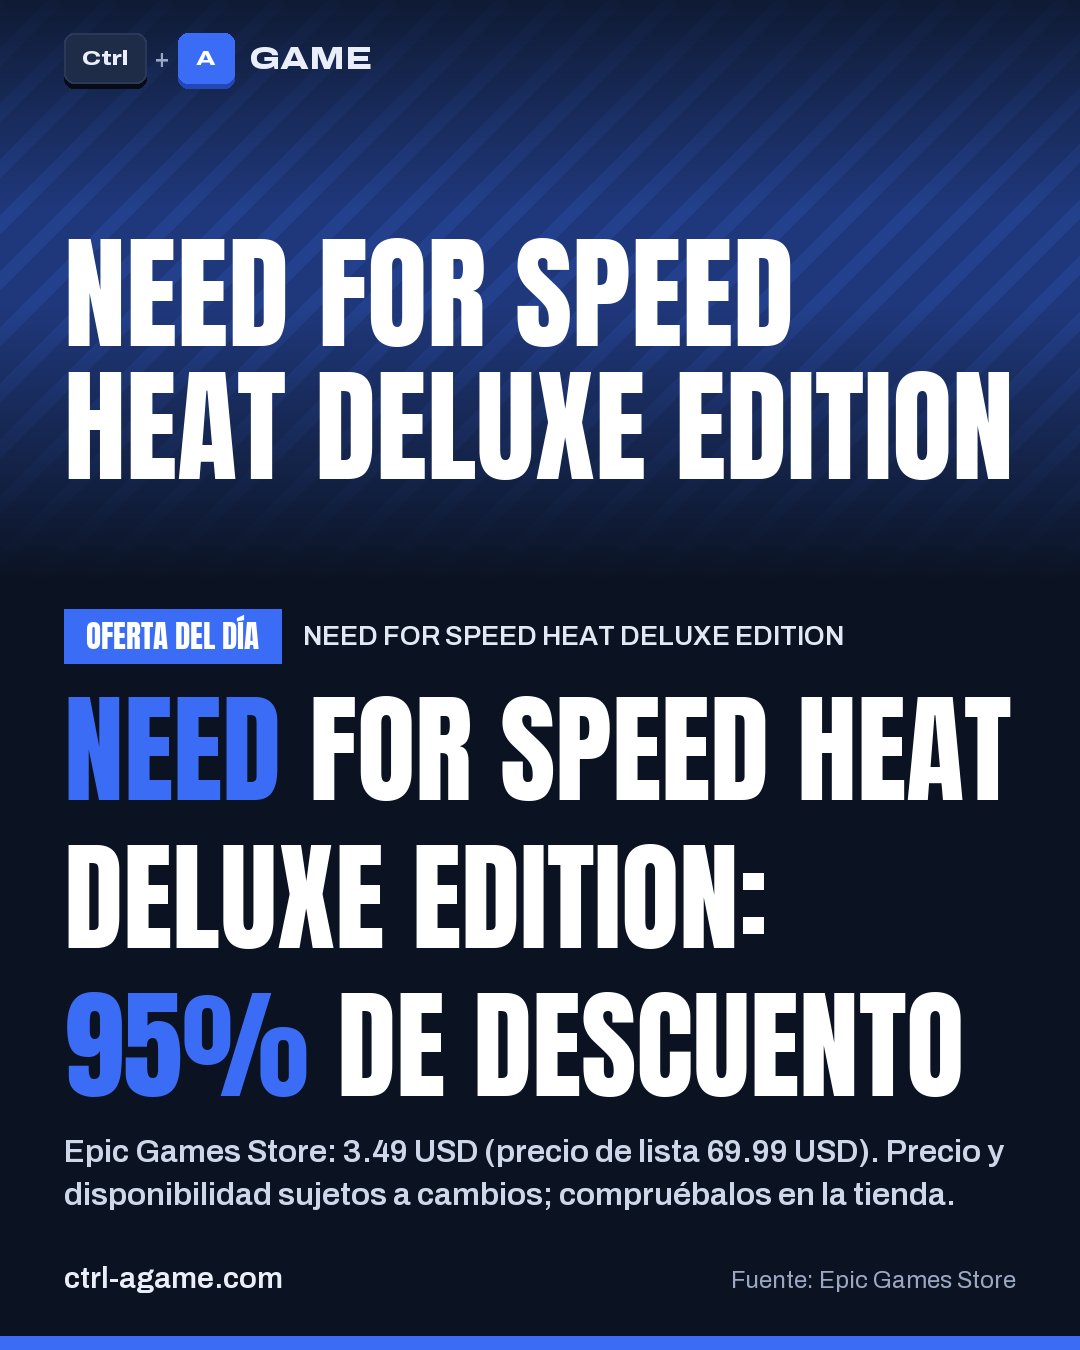 Ctrl + A GAME
NEED FOR SPEED
HEAT DELUXE EDITION
OFERTA DEL DÍA NEED FOR SPEED HEAT DELUXE EDITION
NEED FOR SPEED HEAT
DELUXE EDITION:
95% DE DESCUENTO
Epic Games Store: 3.49 USD (precio de lista 69.99 USD). Precio y
disponibilidad sujetos a cambios; compruébalos en la tienda.
ctrl-agame.com
Fuente: Epic Games Store